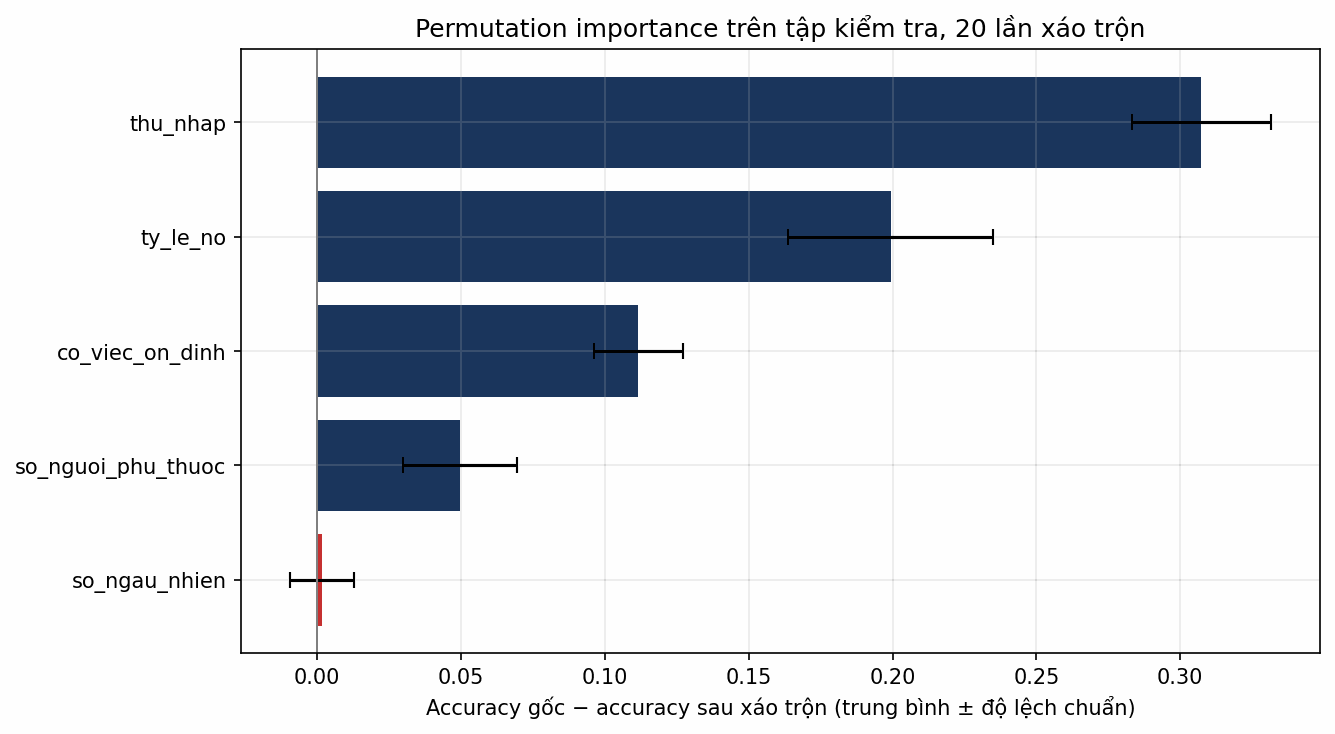 Permutation importance trên tập kiểm tra, 20 lần xáo trộn
thu_nhap
ty_le_no
co_viec_on_dinh
so_nguoi_phu_thuoc
so_ngau_nhien
0.00 0.05 0.10 0.15 0.20 0.25 0.30
Accuracy gốc − accuracy sau xáo trộn (trung bình ± độ lệch chuẩn)